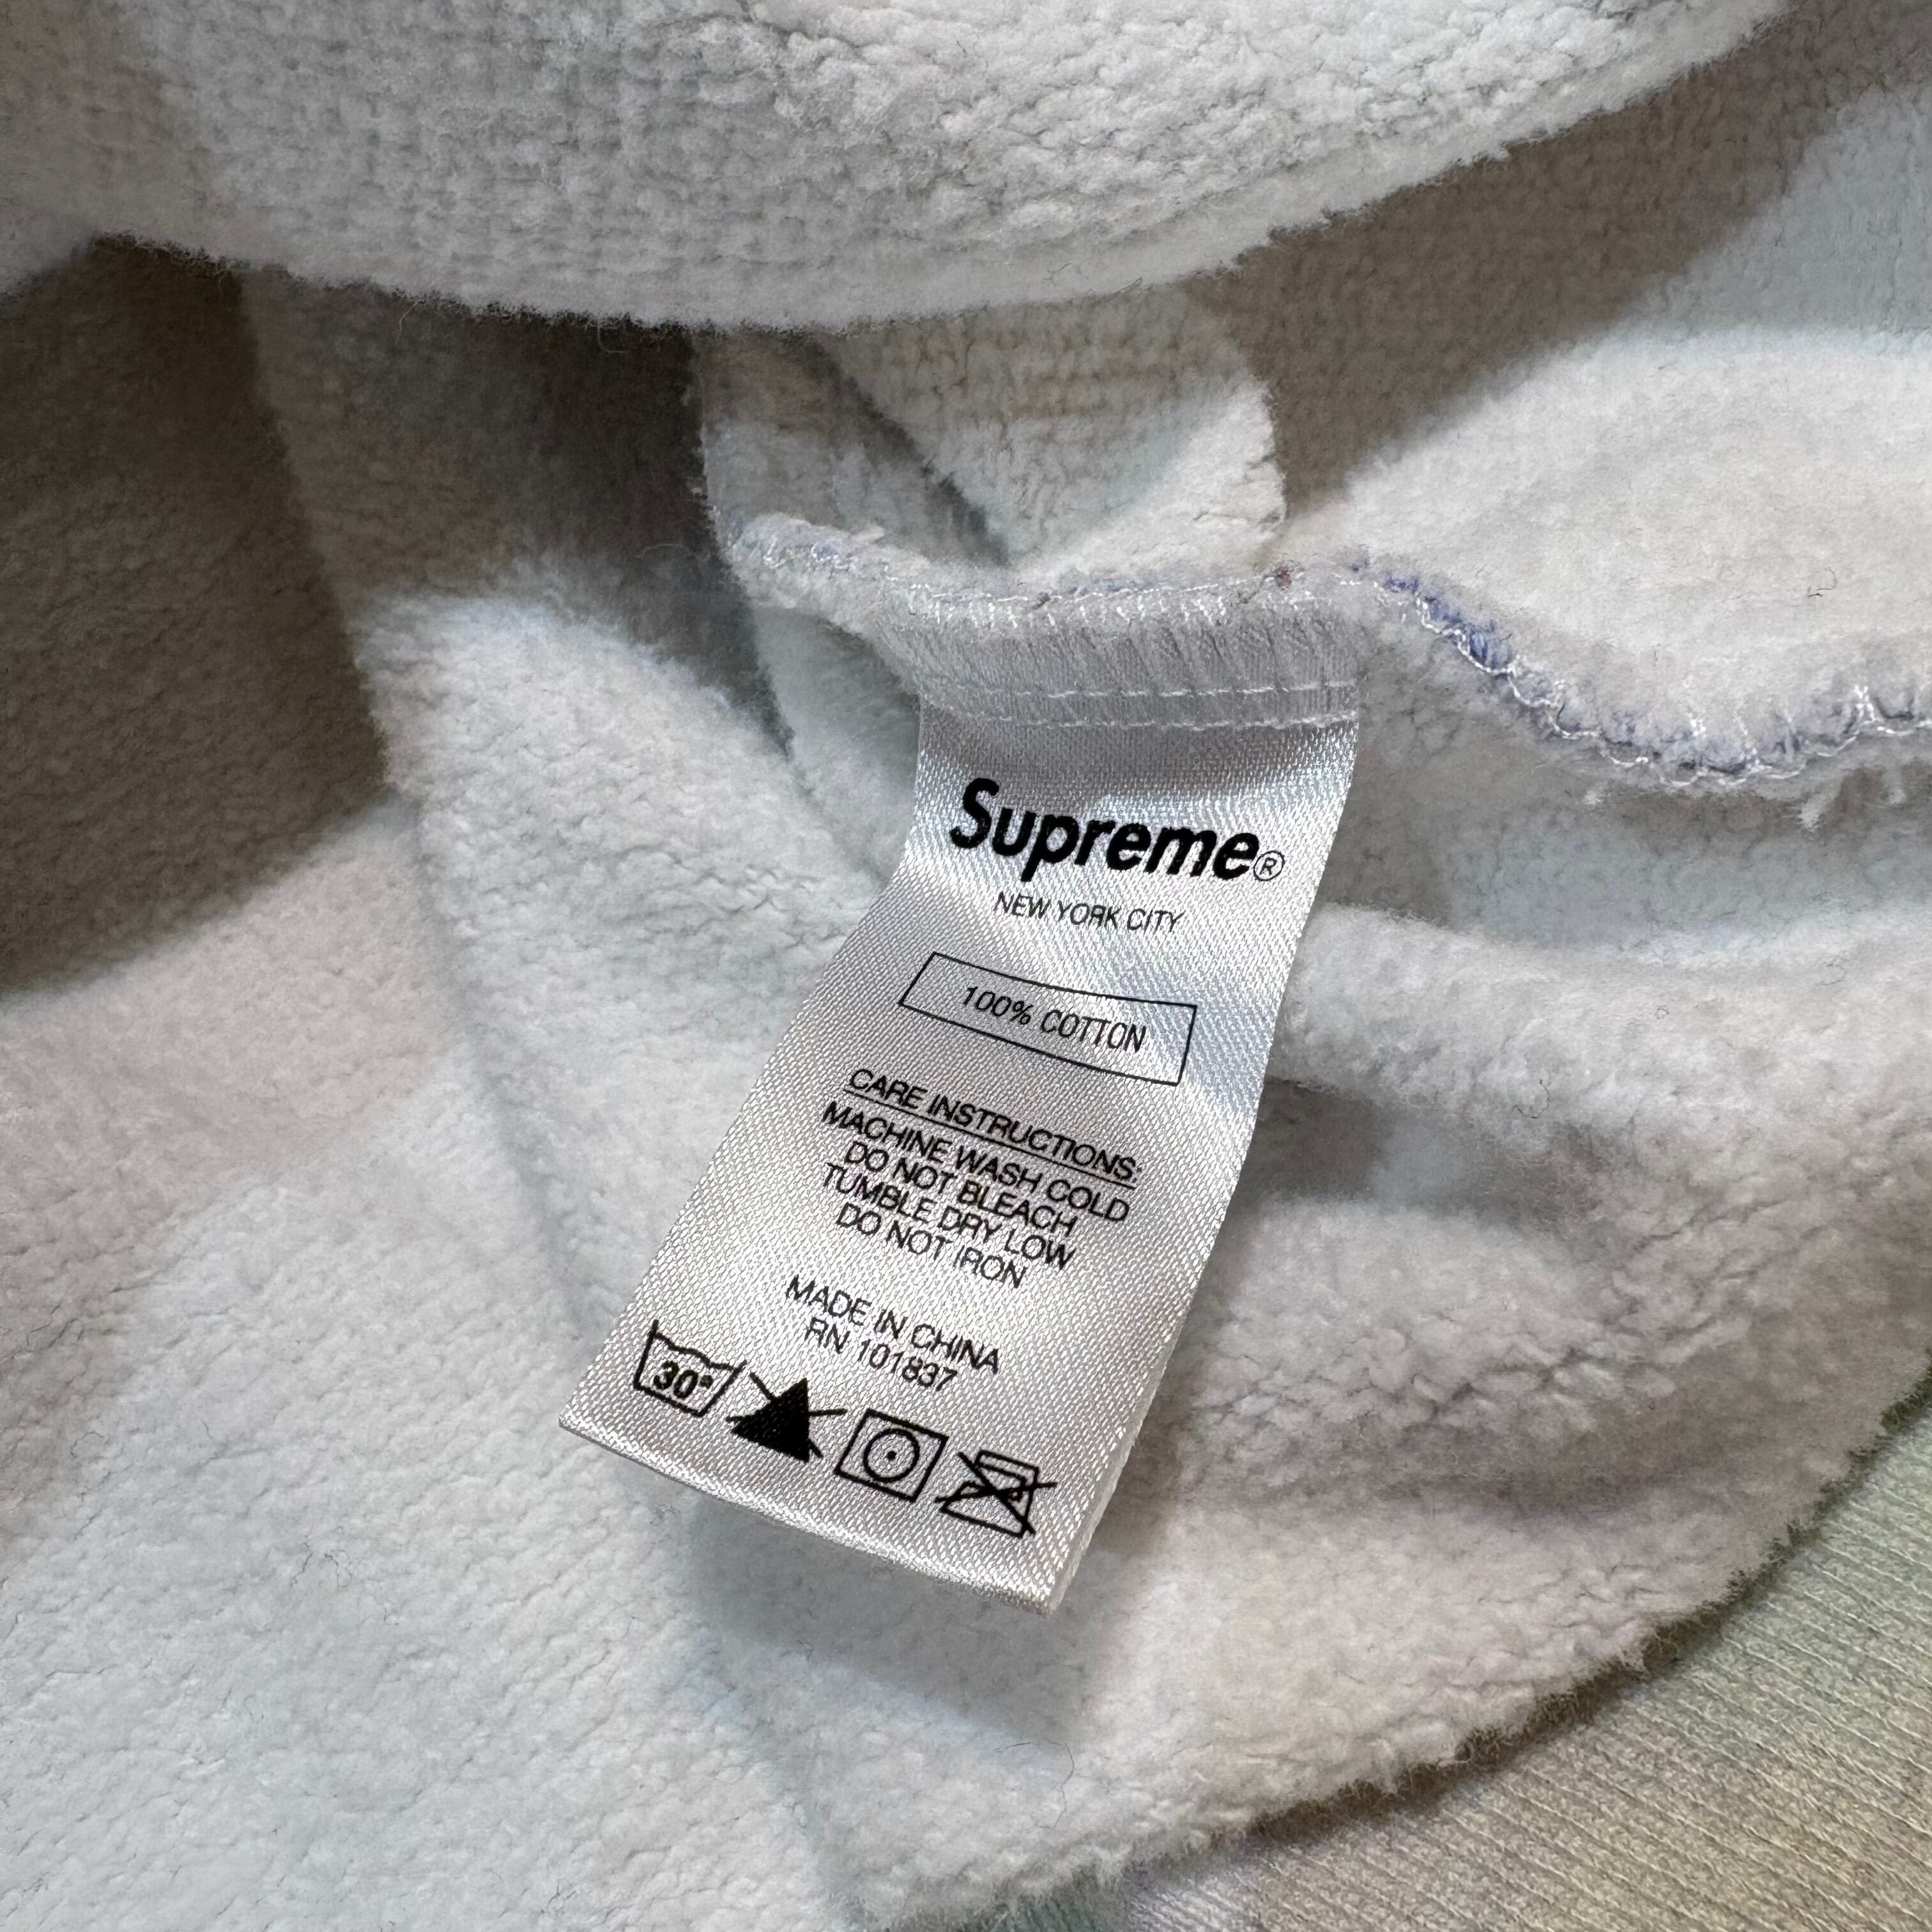 Supreme®
NEW YORK CITY
100% COTTON
CARE INSTRUCTIONS:
MACHINE WASH COLD
DO NOT BLEACH
TUMBLE DRY LOW
DO NOT IRON
MADE IN CHINA
RN 101837
30°